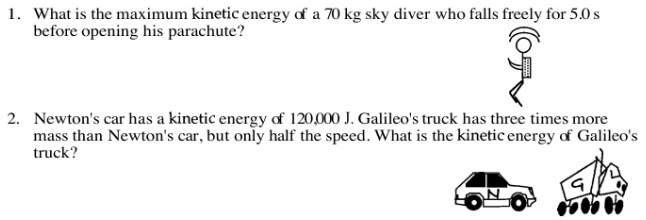 1. What is the maximum kinetic energy of a 70 kg sky diver who falls freely for 5.0 s
before opening his parachute?
2. Newton's car has a kinetic energy of 120,000 J. Galileo's truck has three times more
mass than Newton's car, but only half the speed. What is the kinetic energy of Galileo's
truck?
N
G